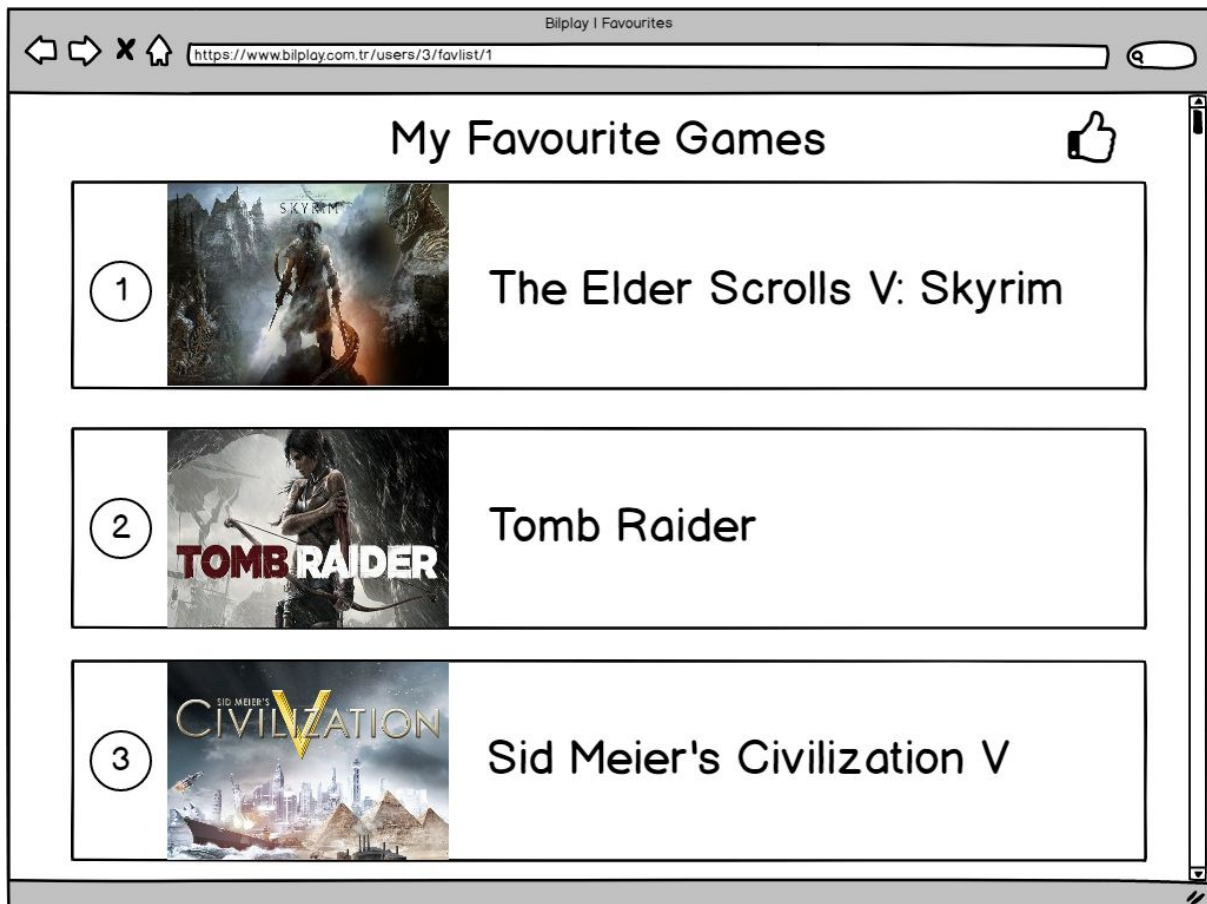 Bilplay | Favourites
https://www.bilplay.com.tr/users/3/favlist/1
My Favourite Games
1
SKYRIM
The Elder Scrolls V: Skyrim
2
TOMB RAIDER
Tomb Raider
3
SID MEIER'S
CIVILIZATION
V
Sid Meier's Civilization V